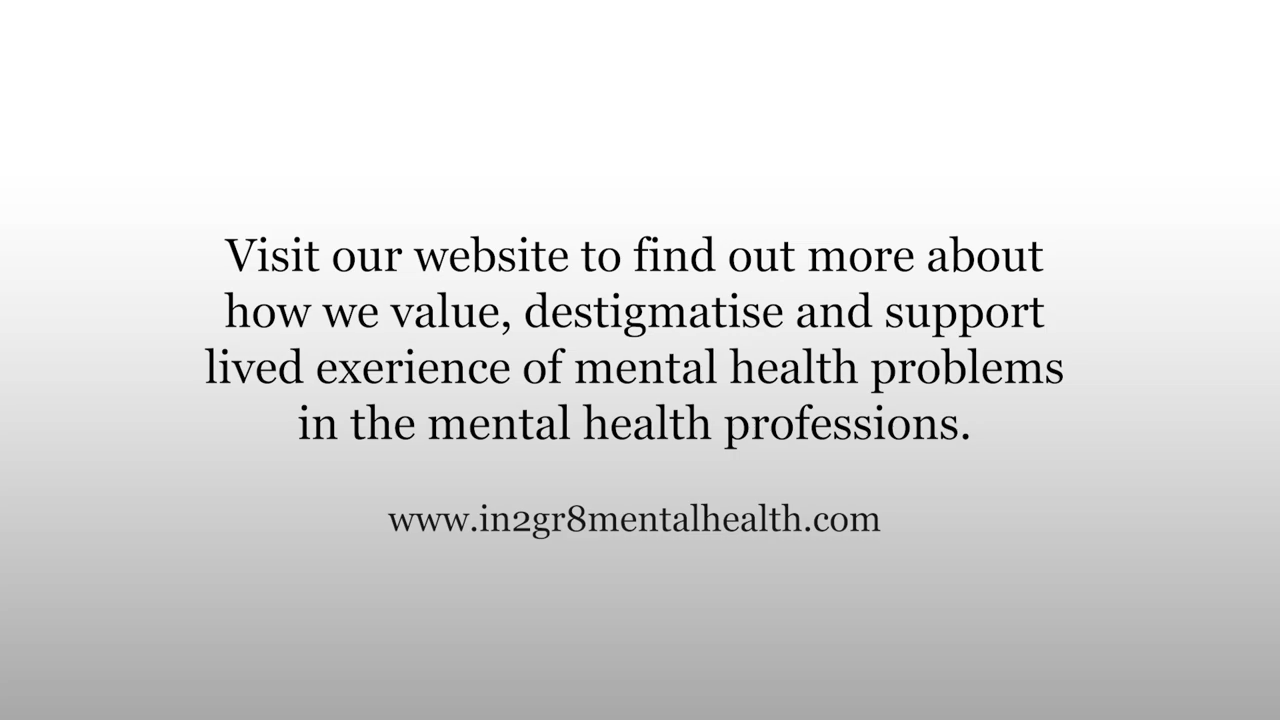 Visit our website to find out more about
how we value, destigmatise and support
lived exerience of mental health problems
in the mental health professions.
www.in2gr8mentalhealth.com